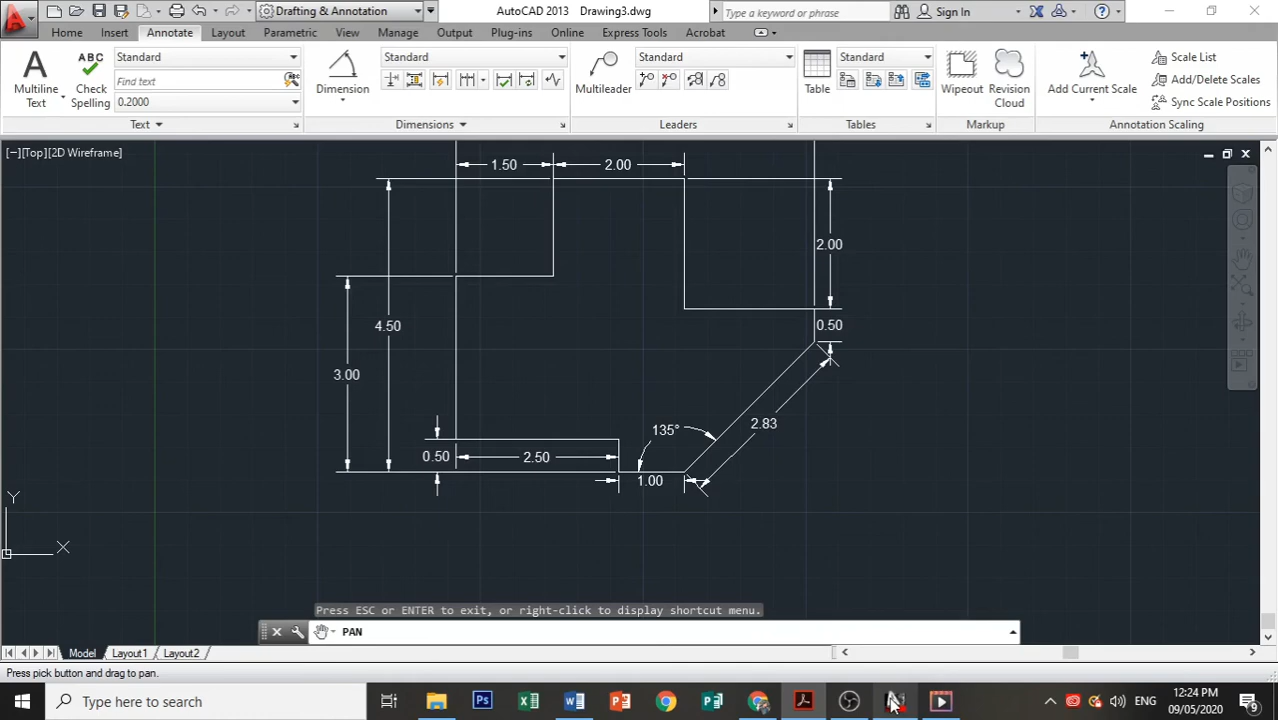 Drafting & Annotation
AutoCAD 2013 Drawing3.dwg
Type a keyword or phrase
Sign In
Home Insert Annotate Layout Parametric View Manage Output Plug-ins Online Express Tools Acrobat
Multiline Text
ABC
Check Spelling
Standard
Find text
0.2000
Text
Dimension
Standard
Dimensions
Multileader
Standard
Leaders
Table
Standard
Tables
Wipeout
Revision Cloud
Markup
Add Current Scale
Scale List
Add/Delete Scales
Sync Scale Positions
Annotation Scaling
[−][Top][2D Wireframe]
1.50 2.00
2.00
0.50
4.50
3.00
135°
2.83
0.50
2.50
1.00
Y
X
Press ESC or ENTER to exit, or right-click to display shortcut menu.
PAN
Model Layout1 Layout2
Press pick button and drag to pan.
Type here to search
Ps
ENG
12:24 PM
09/05/2020
9